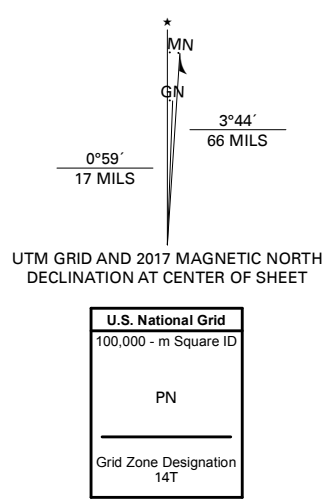 ★
MN
GN
3°44´
66 MILS
0°59´
17 MILS
UTM GRID AND 2017 MAGNETIC NORTH
DECLINATION AT CENTER OF SHEET
U.S. National Grid
100,000 - m Square ID
PN
Grid Zone Designation
14T